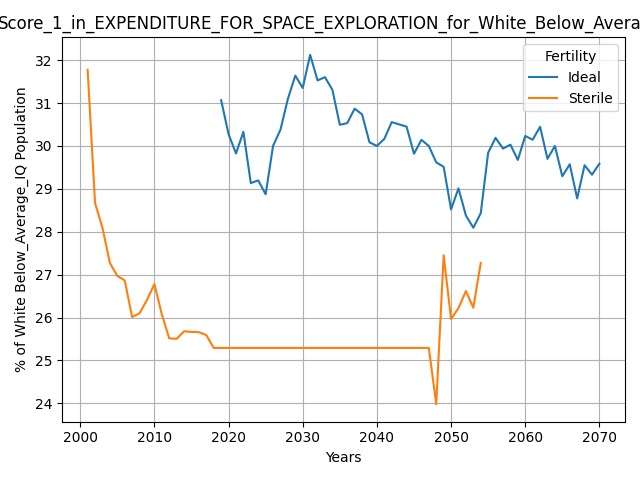 Score_1_in_EXPENDITURE_FOR_SPACE_EXPLORATION_for_White_Below_Avera
Fertility
Ideal
Sterile
% of White Below_Average_IQ Population
32
31
30
29
28
27
26
25
24
2000 2010 2020 2030 2040 2050 2060 2070
Years